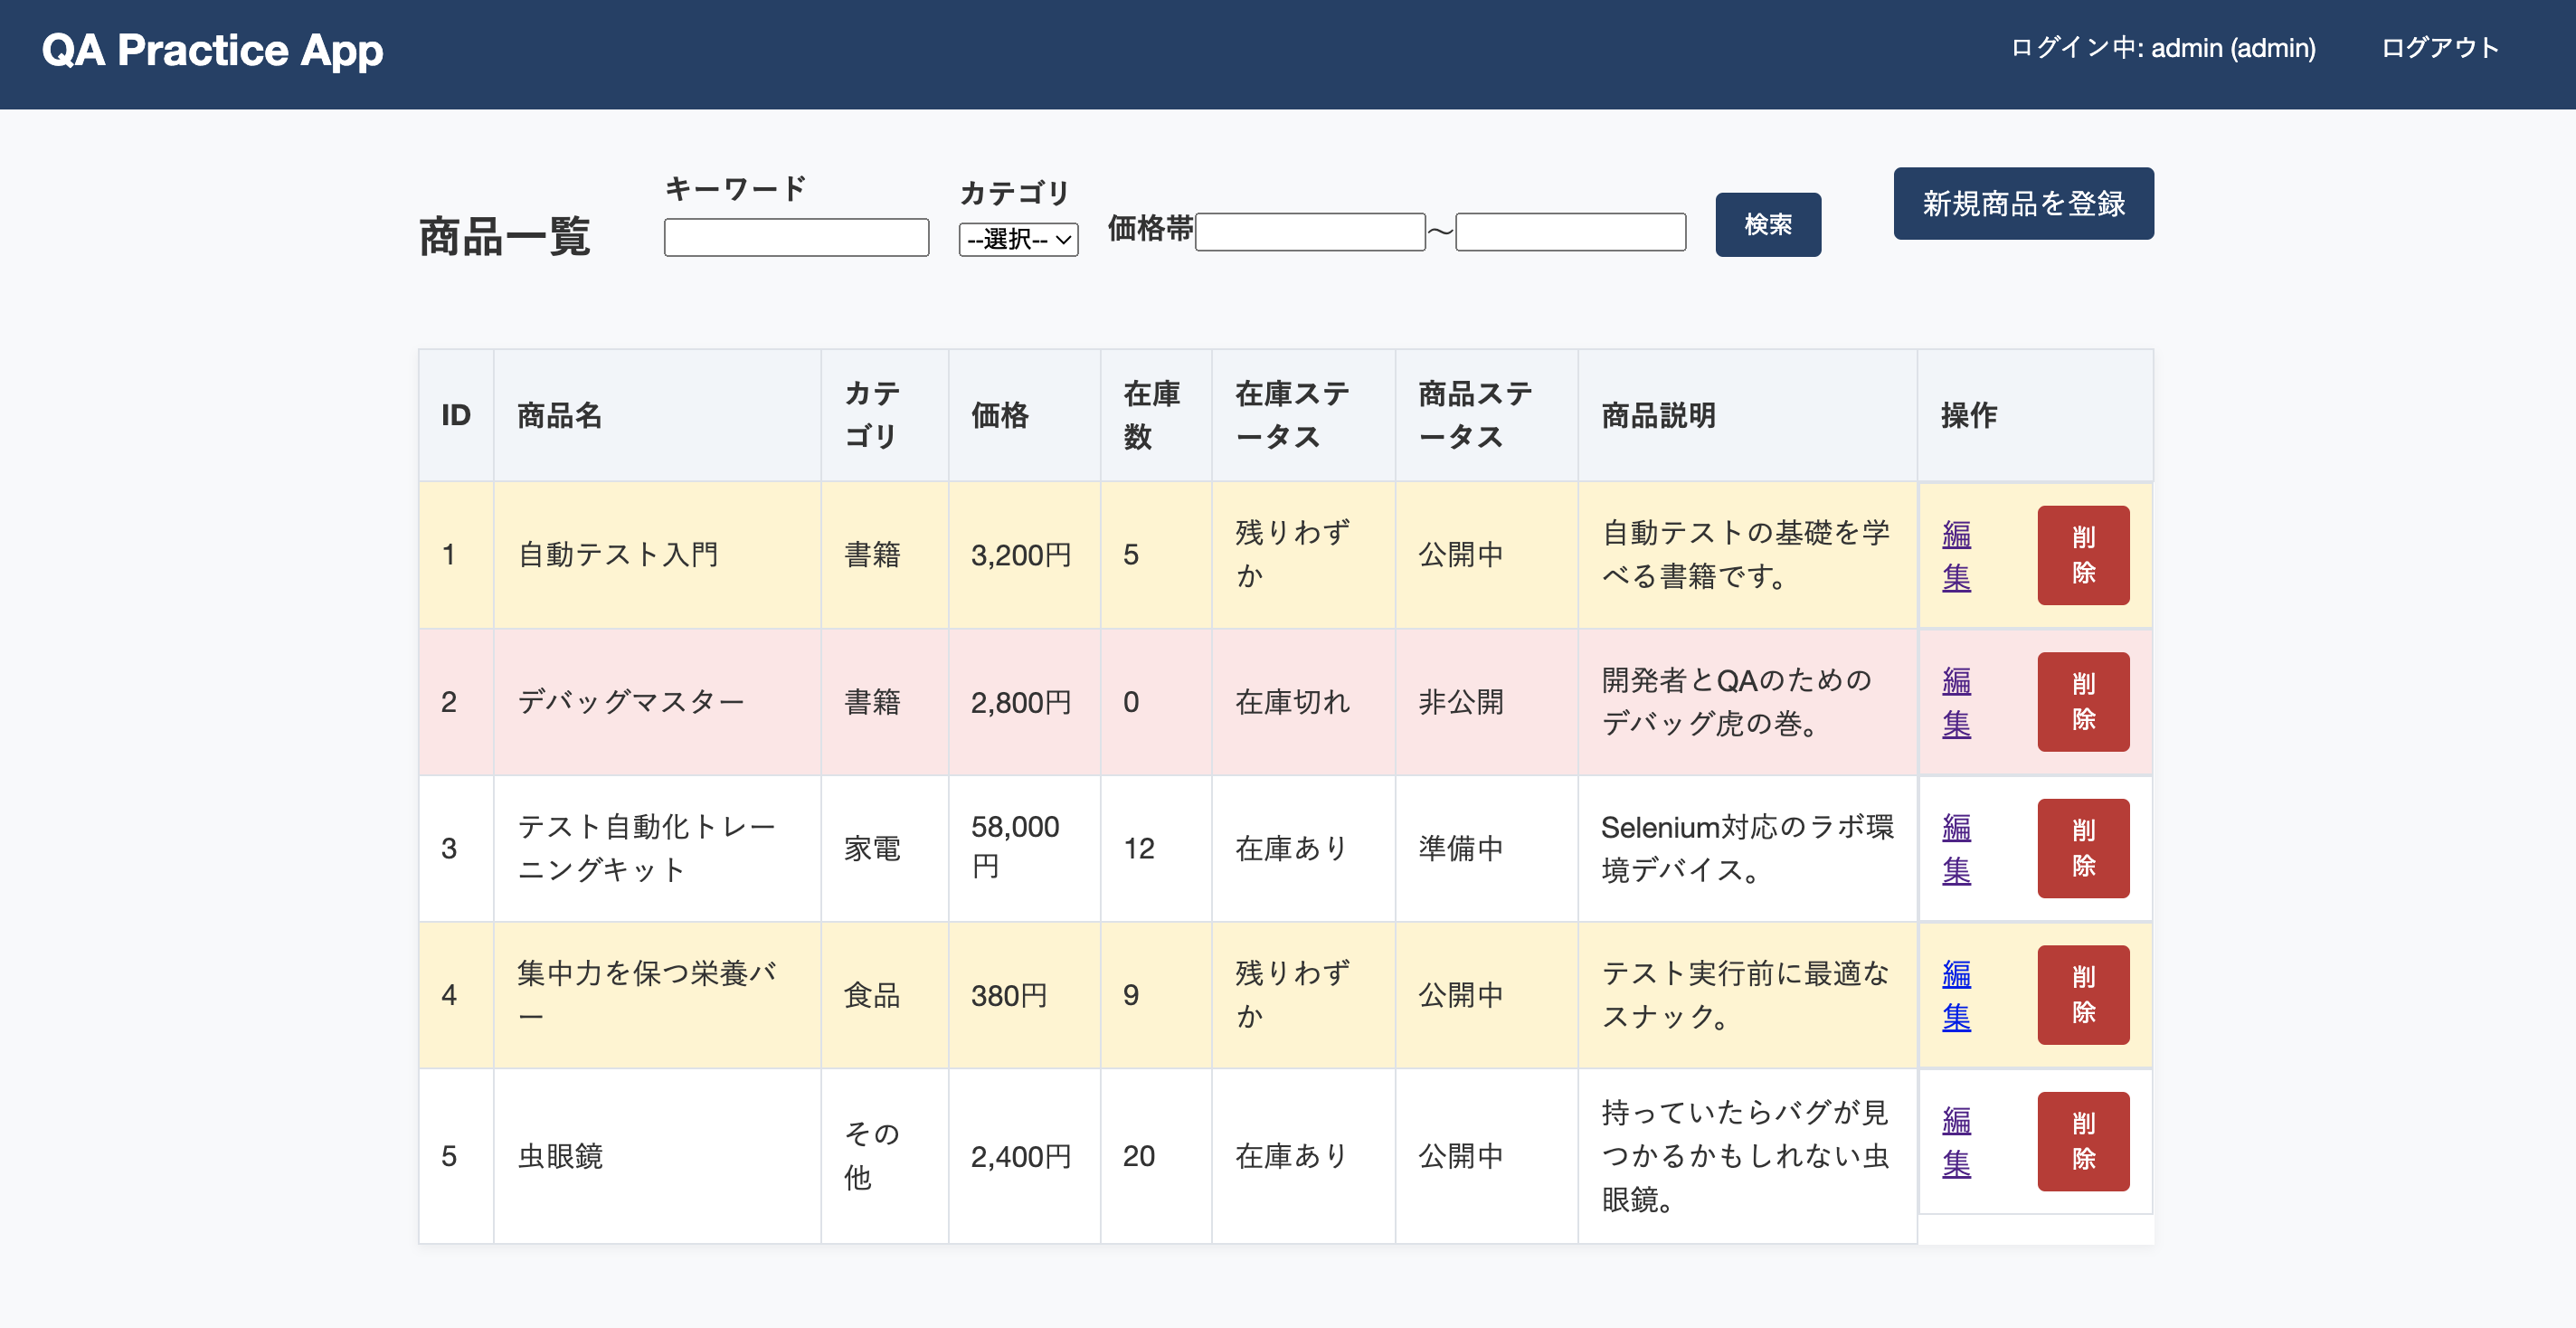 QA Practice App
ログイン中: admin (admin)
ログアウト
商品一覧
キーワード
カテゴリ
--選択--
価格帯
～
検索
新規商品を登録
ID
商品名
カテ
ゴリ
価格
在庫
数
在庫ステ
ータス
商品ステ
ータス
商品説明
操作
1
自動テスト入門
書籍
3,200円
5
残りわず
か
公開中
自動テストの基礎を学
べる書籍です。
編
集
削
除
2
デバッグマスター
書籍
2,800円
0
在庫切れ
非公開
開発者とQAのための
デバッグ虎の巻。
編
集
削
除
3
テスト自動化トレー
ニングキット
家電
58,000
円
12
在庫あり
準備中
Selenium対応のラボ環
境デバイス。
編
集
削
除
4
集中力を保つ栄養バ
ー
食品
380円
9
残りわず
か
公開中
テスト実行前に最適な
スナック。
編
集
削
除
5
虫眼鏡
その
他
2,400円
20
在庫あり
公開中
持っていたらバグが見
つかるかもしれない虫
眼鏡。
編
集
削
除